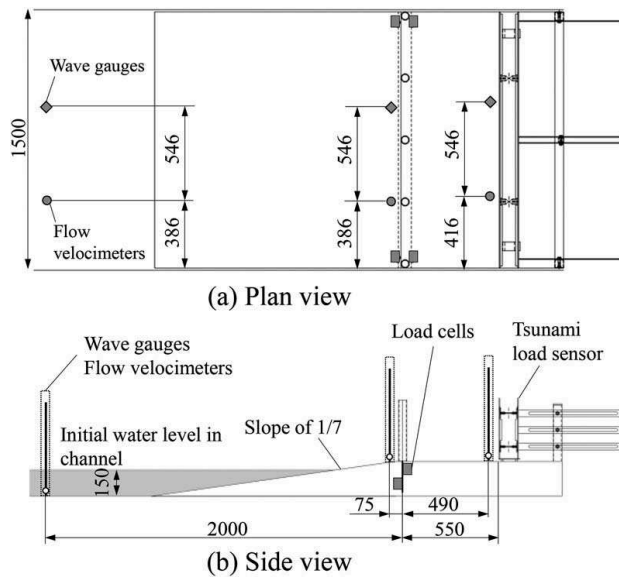 Wave gauges
1500
546
546
546
386
386
416
Flow
velocimeters
(a) Plan view
Wave gauges
Flow velocimeters
Load cells
Tsunami
load sensor
Initial water level in
channel
Slope of 1/7
150
75
490
2000
550
(b) Side view